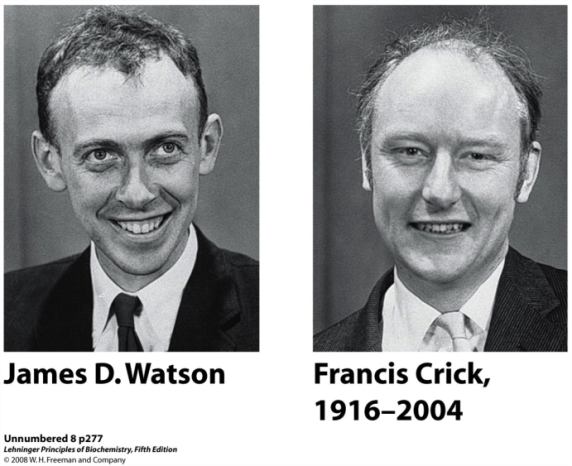 James D. Watson
Francis Crick,
1916–2004
Unnumbered 8 p277
Lehninger Principles of Biochemistry, Fifth Edition
© 2008 W. H. Freeman and Company